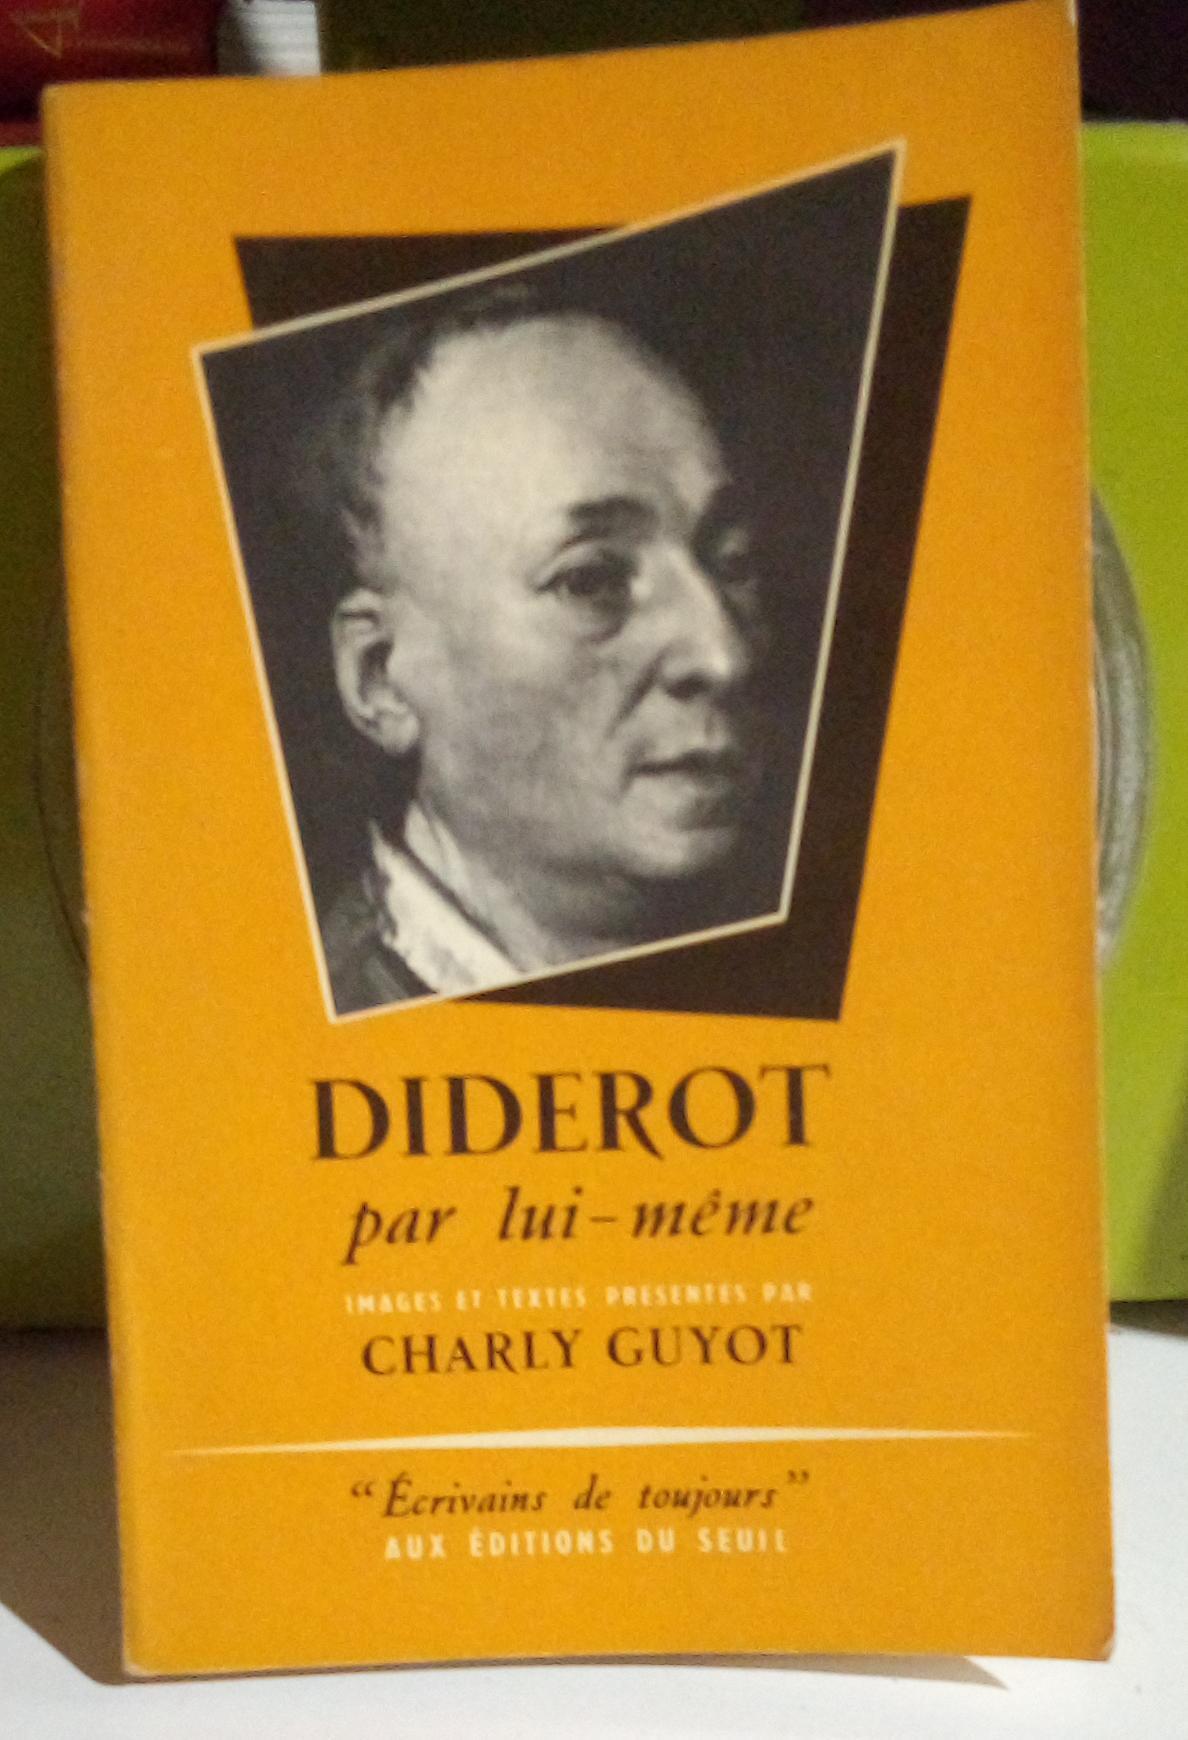 DIDEROT
par lui-même
IMAGES ET TEXTES PRÉSENTÉS PAR
CHARLY GUYOT
“Écrivains de toujours”
AUX ÉDITIONS DU SEUIL